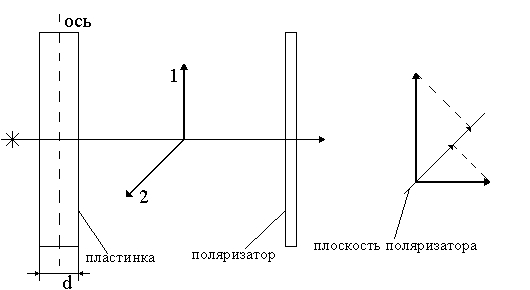 ось
1
2
пластинка
поляризатор
плоскость поляризатора
d